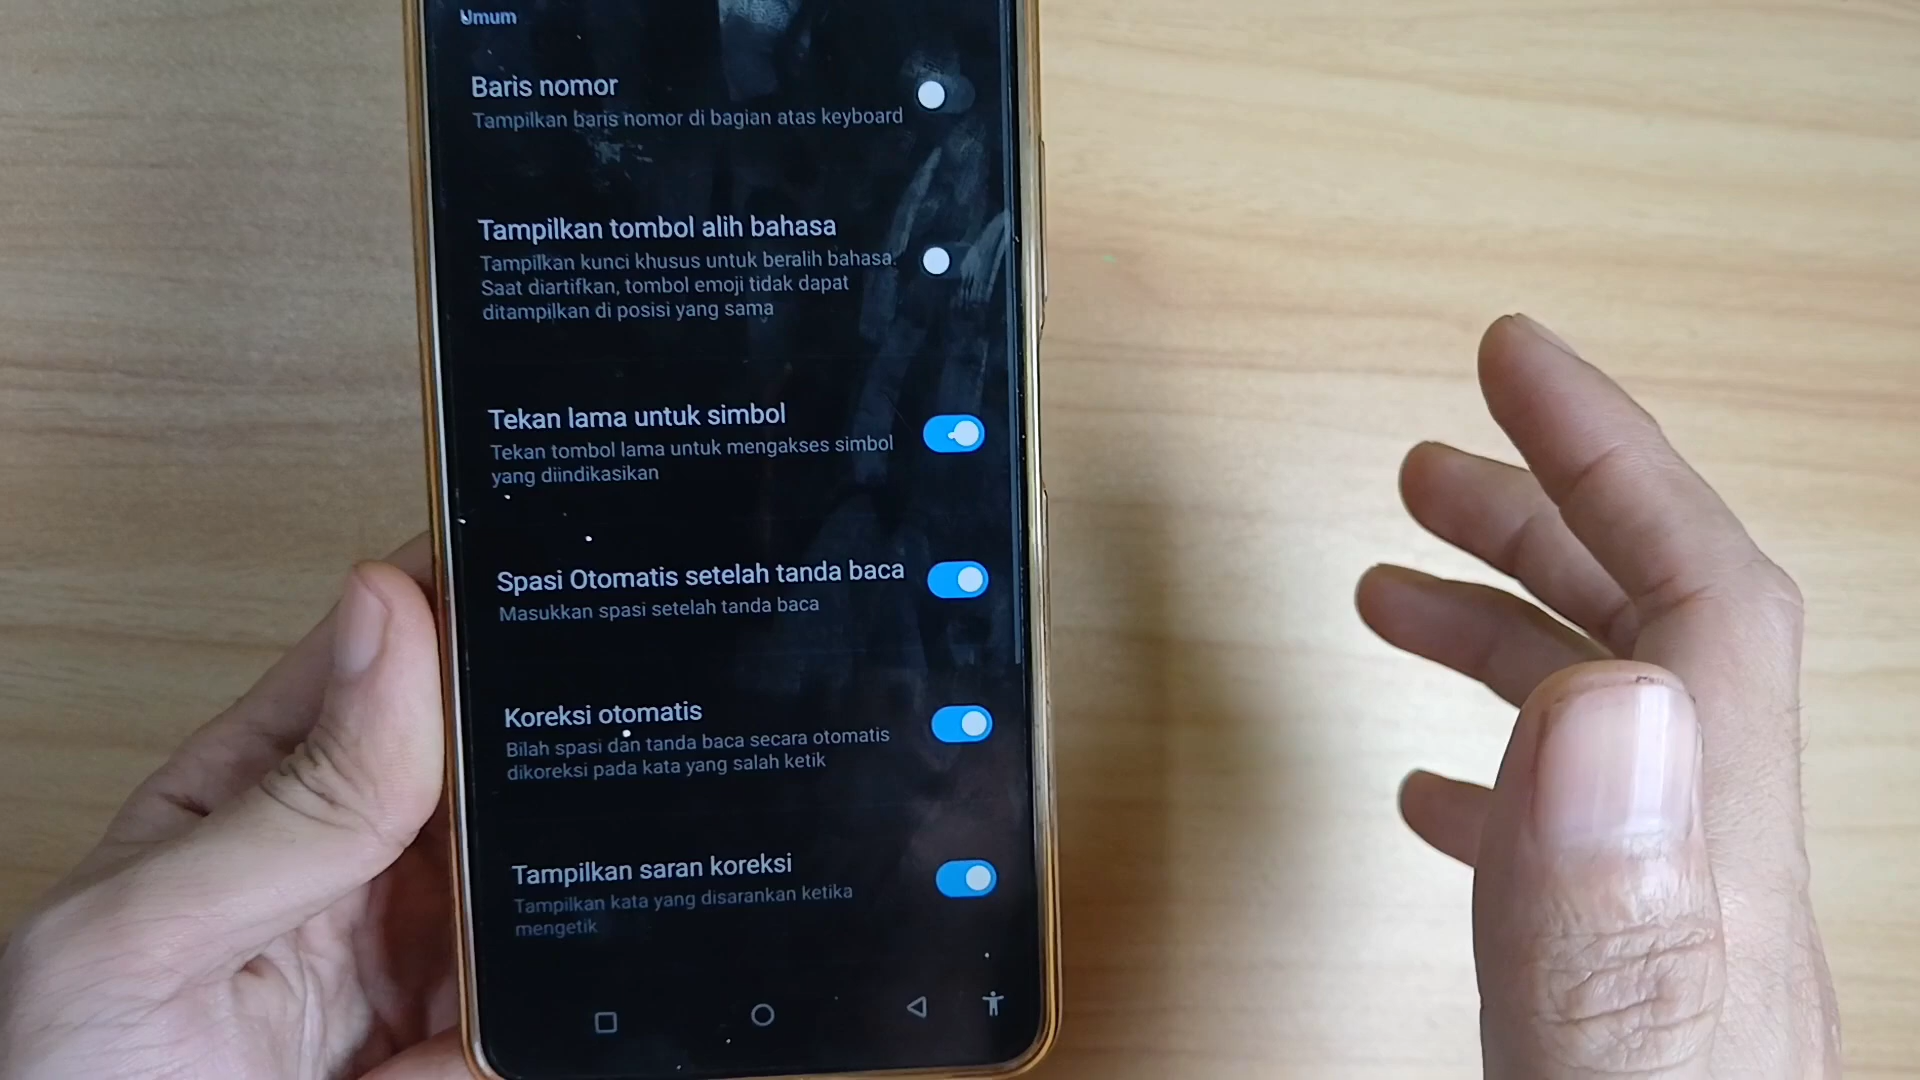 Umum
Baris nomor
Tampilkan baris nomor di bagian atas keyboard
Tampilkan tombol alih bahasa
Tampilkan kunci khusus untuk beralih bahasa.
Saat diartifkan, tombol emoji tidak dapat
ditampilkan di posisi yang sama
Tekan lama untuk simbol
Tekan tombol lama untuk mengakses simbol
yang diindikasikan
Spasi Otomatis setelah tanda baca
Masukkan spasi setelah tanda baca
Koreksi otomatis
Bilah spasi dan tanda baca secara otomatis
dikoreksi pada kata yang salah ketik
Tampilkan saran koreksi
Tampilkan kata yang disarankan ketika
mengetik